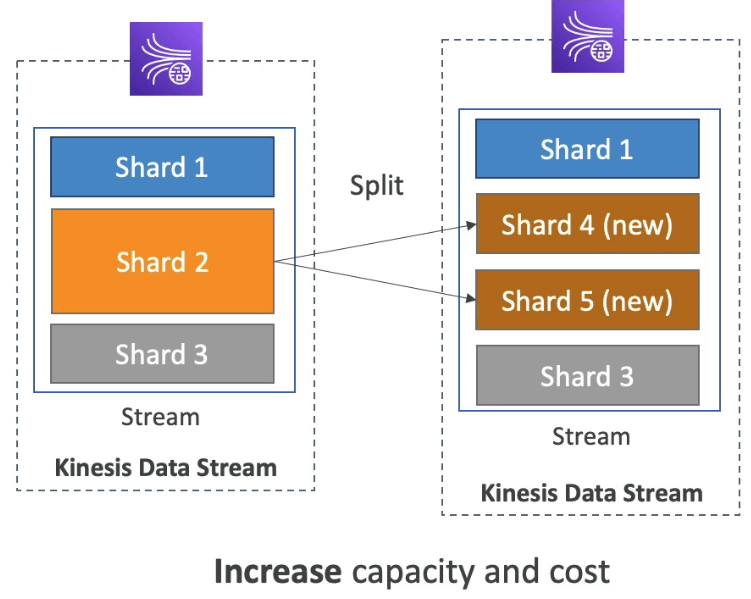 Shard 1
Shard 2
Shard 3
Stream
Kinesis Data Stream
Split
Shard 1
Shard 4 (new)
Shard 5 (new)
Shard 3
Stream
Kinesis Data Stream
Increase capacity and cost